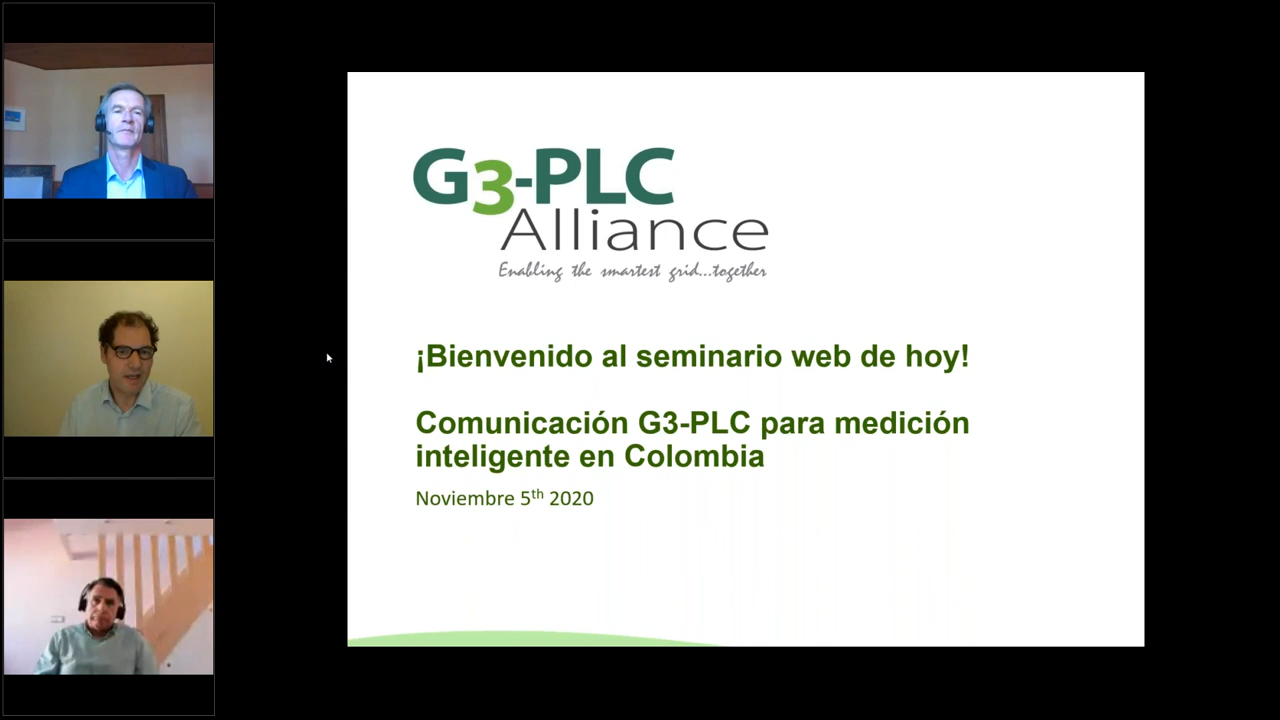 G3-PLC
Alliance
Enabling the smartest grid...together
¡Bienvenido al seminario web de hoy!
Comunicación G3-PLC para medición
inteligente en Colombia
Noviembre 5th 2020